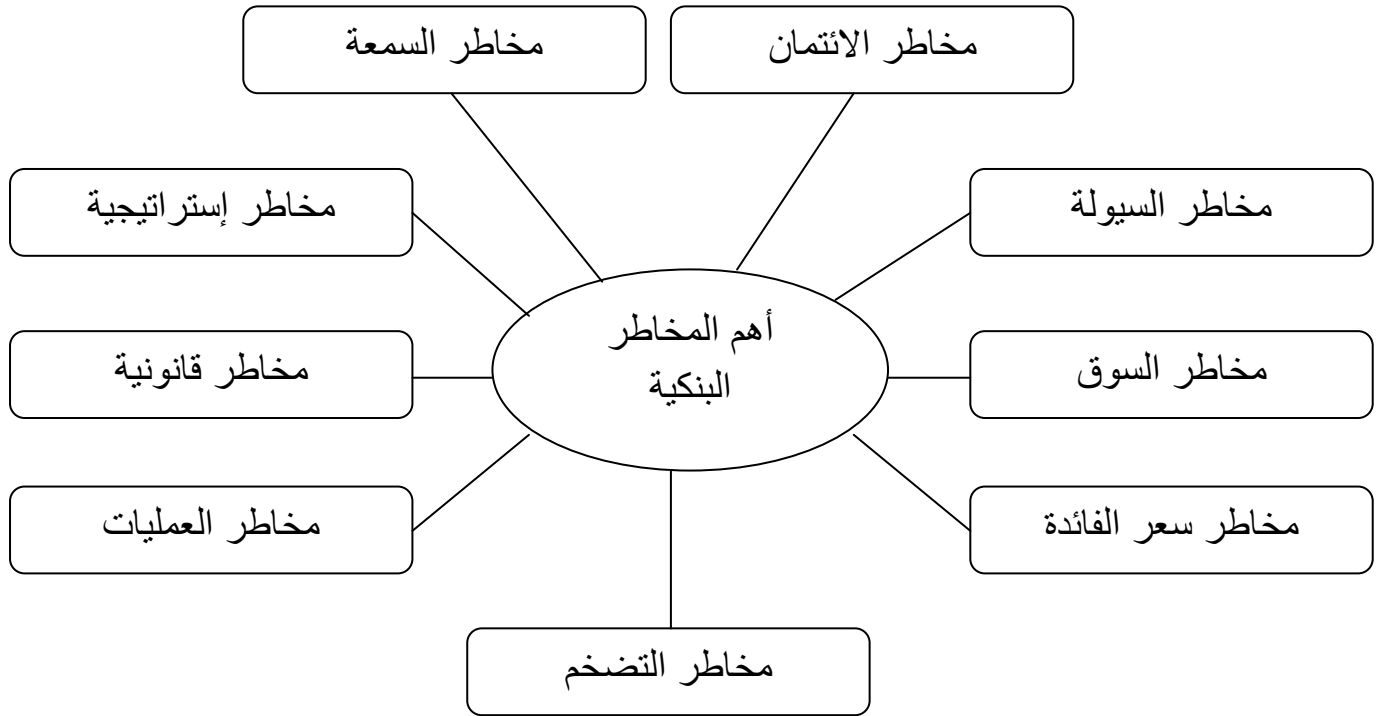 مخاطر الائتمان
مخاطر السمعة
مخاطر السيولة
مخاطر إستراتيجية
أهم المخاطر
البنكية
مخاطر السوق
مخاطر قانونية
مخاطر سعر الفائدة
مخاطر العمليات
مخاطر التضخم